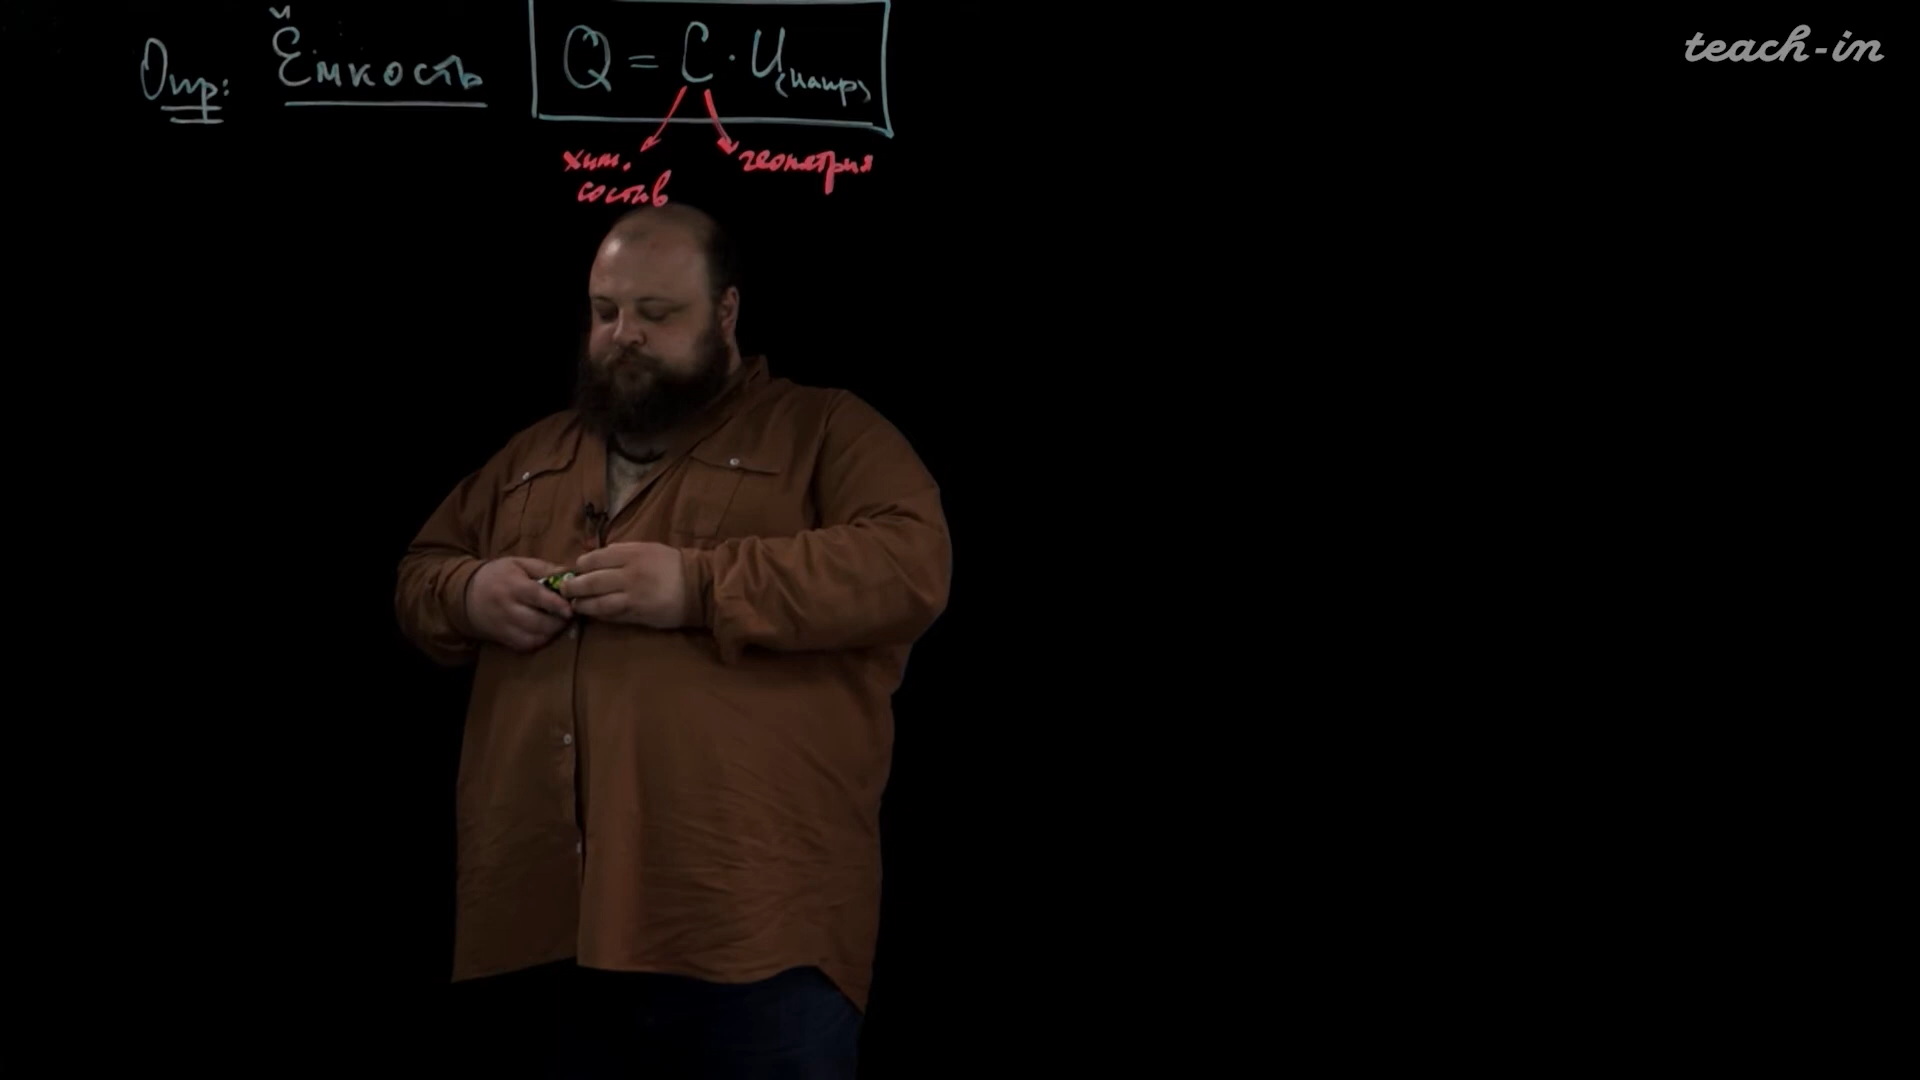 Опр: Ёмкость Q = C · U (напр)
хим. геометрия
состав
teach-in